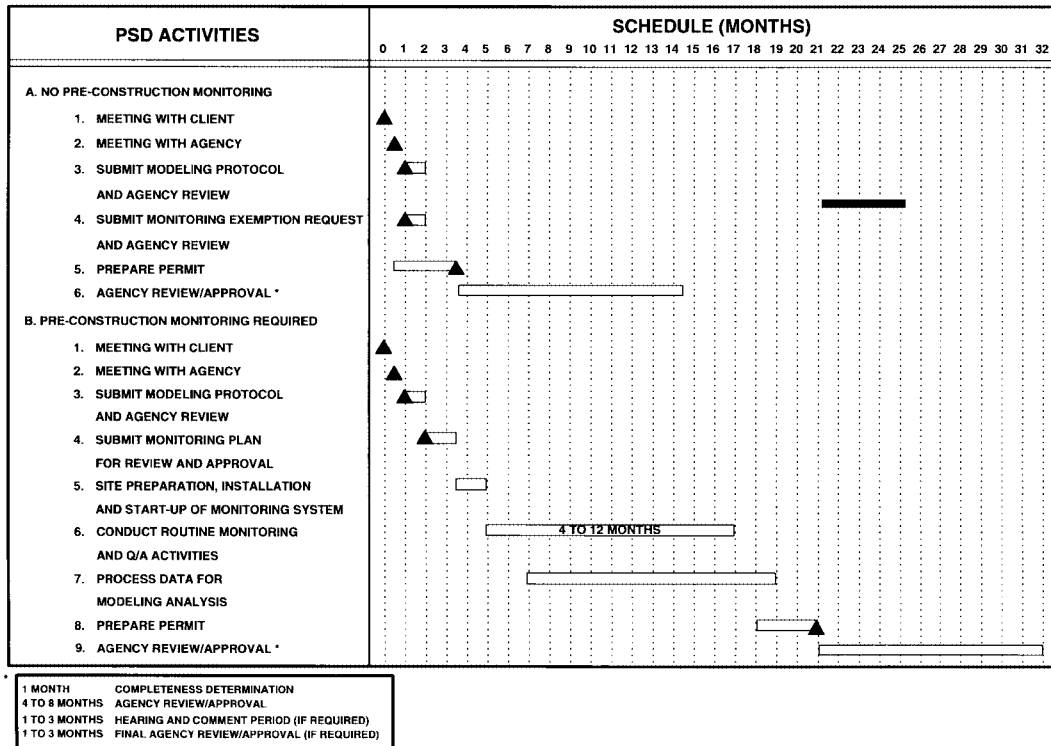 PSD ACTIVITIES
SCHEDULE (MONTHS)
0 1 2 3 4 5 6 7 8 9 10 11 12 13 14 15 16 17 18 19 20 21 22 23 24 25 26 27 28 29 30 31 32
A. NO PRE-CONSTRUCTION MONITORING
1. MEETING WITH CLIENT
2. MEETING WITH AGENCY
3. SUBMIT MODELING PROTOCOL
AND AGENCY REVIEW
4. SUBMIT MONITORING EXEMPTION REQUEST
AND AGENCY REVIEW
5. PREPARE PERMIT
6. AGENCY REVIEW/APPROVAL *
B. PRE-CONSTRUCTION MONITORING REQUIRED
1. MEETING WITH CLIENT
2. MEETING WITH AGENCY
3. SUBMIT MODELING PROTOCOL
AND AGENCY REVIEW
4. SUBMIT MONITORING PLAN
FOR REVIEW AND APPROVAL
5. SITE PREPARATION, INSTALLATION
AND START-UP OF MONITORING SYSTEM
6. CONDUCT ROUTINE MONITORING
AND Q/A ACTIVITIES
4 TO 12 MONTHS
7. PROCESS DATA FOR
MODELING ANALYSIS
8. PREPARE PERMIT
9. AGENCY REVIEW/APPROVAL *
*
1 MONTH COMPLETENESS DETERMINATION
4 TO 8 MONTHS AGENCY REVIEW/APPROVAL
1 TO 3 MONTHS HEARING AND COMMENT PERIOD (IF REQUIRED)
1 TO 3 MONTHS FINAL AGENCY REVIEW/APPROVAL (IF REQUIRED)